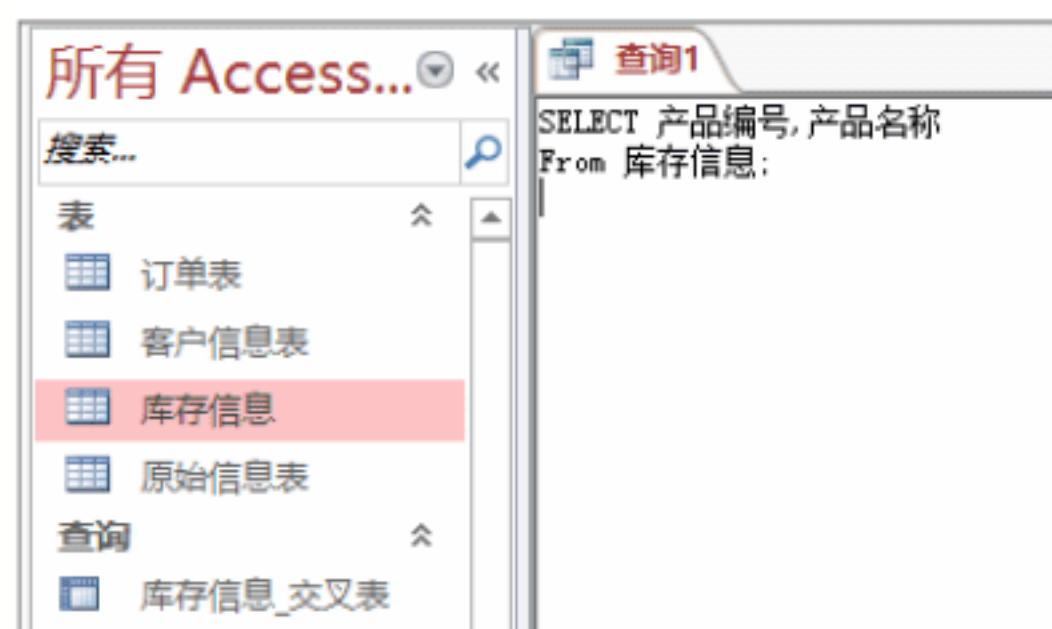 所有 Access...
搜索...
表
订单表
客户信息表
库存信息
原始信息表
查询
库存信息_交叉表
查询1
SELECT 产品编号,产品名称
From 库存信息;